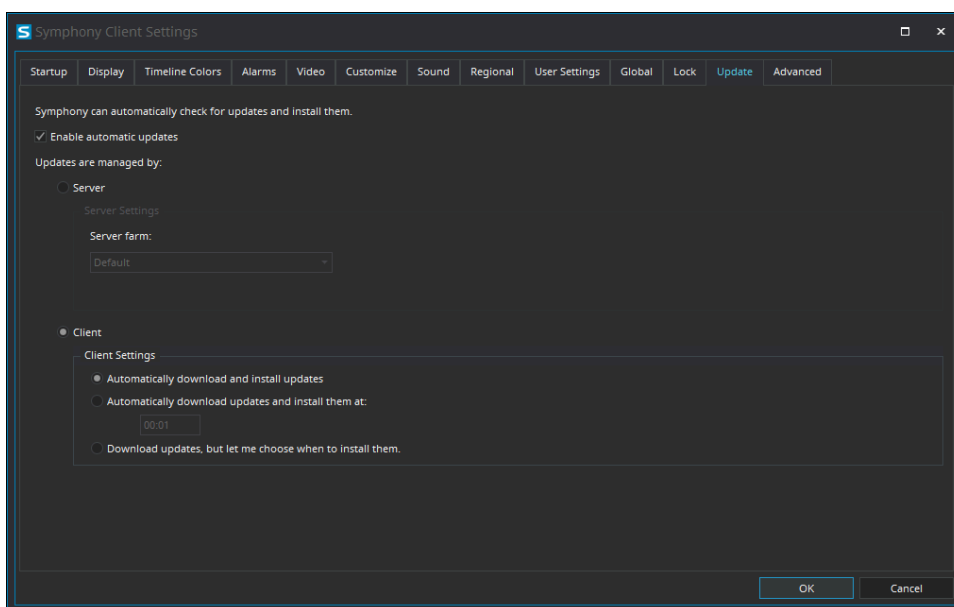 S Symphony Client Settings
Startup Display Timeline Colors Alarms Video Customize Sound Regional User Settings Global Lock Update Advanced
Symphony can automatically check for updates and install them.
Enable automatic updates
Updates are managed by:
Server
Server Settings
Server farm:
Default
Client
Client Settings
Automatically download and install updates
Automatically download updates and install them at:
00:01
Download updates, but let me choose when to install them.
OK Cancel